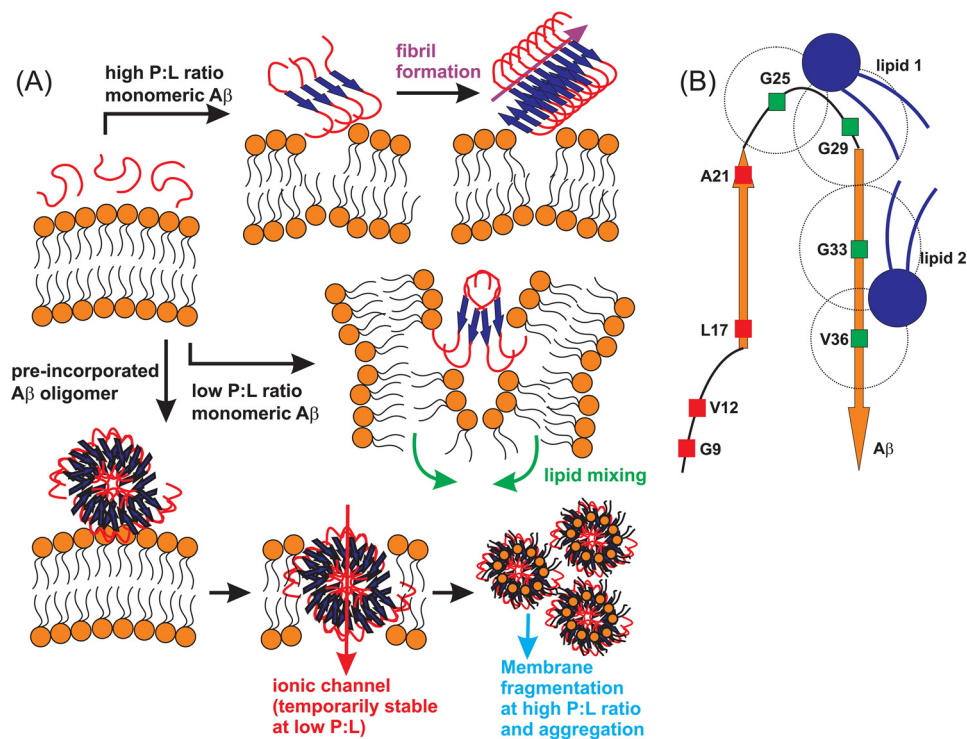 (A)
high P:L ratio
monomeric Aβ
fibril
formation
pre-incorporated
Aβ oligomer
low P:L ratio
monomeric Aβ
lipid mixing
ionic channel
(temporarily stable
at low P:L)
Membrane
fragmentation
at high P:L ratio
and aggregation
(B)
G25
lipid 1
G29
A21
G33
lipid 2
L17
V36
V12
G9
Aβ